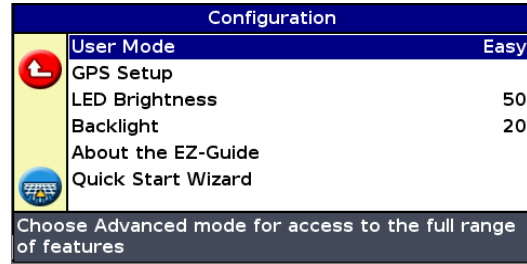 Configuration
User Mode Easy
GPS Setup
LED Brightness 50
Backlight 20
About the EZ-Guide
Quick Start Wizard
Choose Advanced mode for access to the full range
of features